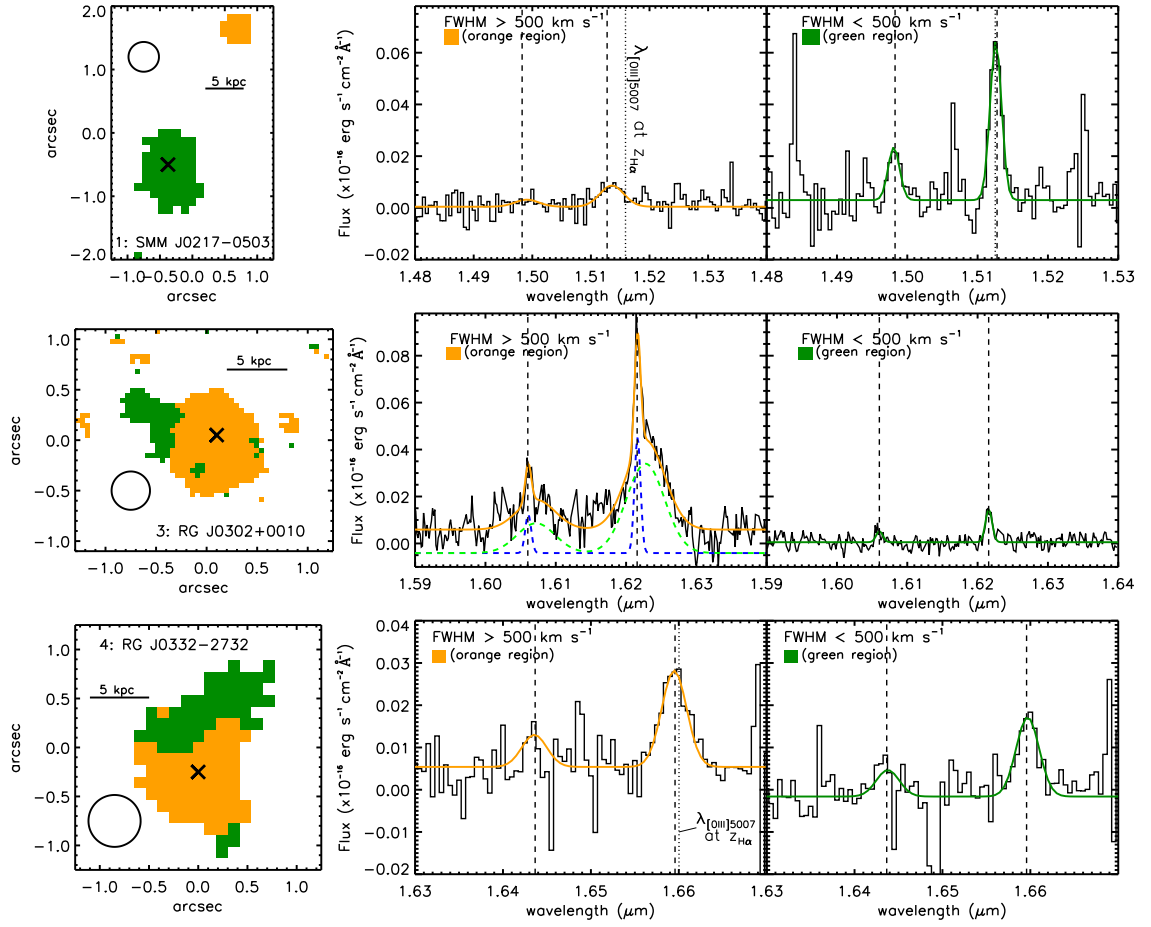 2.0
1.0
0.0
−1.0
−2.0
arcsec
5 kpc
1: SMM J0217−0503
−1.0 −0.50.0 0.5 1.0
arcsec
Flux (x10⁻¹⁶ erg s⁻¹ cm⁻² Å⁻¹)
0.06
0.04
0.02
0.00
−0.02
FWHM > 500 km s⁻¹
(orange region)
λ[OIII]5007 at zHα
1.48 1.49 1.50 1.51 1.52 1.53
wavelength (μm)
FWHM < 500 km s⁻¹
(green region)
1.48 1.49 1.50 1.51 1.52 1.53
wavelength (μm)
1.0
0.5
0.0
−0.5
−1.0
arcsec
5 kpc
3: RG J0302+0010
−1.0 −0.5 0.0 0.5 1.0
arcsec
Flux (x10⁻¹⁶ erg s⁻¹ cm⁻² Å⁻¹)
0.08
0.06
0.04
0.02
0.00
FWHM > 500 km s⁻¹
(orange region)
1.59 1.60 1.61 1.62 1.63
wavelength (μm)
FWHM < 500 km s⁻¹
(green region)
1.59 1.60 1.61 1.62 1.63 1.64
wavelength (μm)
4: RG J0332−2732
5 kpc
1.0
0.5
0.0
−0.5
−1.0
arcsec
−1.0 −0.5 0.0 0.5 1.0
arcsec
Flux (x10⁻¹⁶ erg s⁻¹ cm⁻² Å⁻¹)
0.04
0.03
0.02
0.01
0.00
−0.01
−0.02
FWHM > 500 km s⁻¹
(orange region)
λ[OIII]5007
at zHα
1.63 1.64 1.65 1.66
wavelength (μm)
FWHM < 500 km s⁻¹
(green region)
1.63 1.64 1.65 1.66
wavelength (μm)